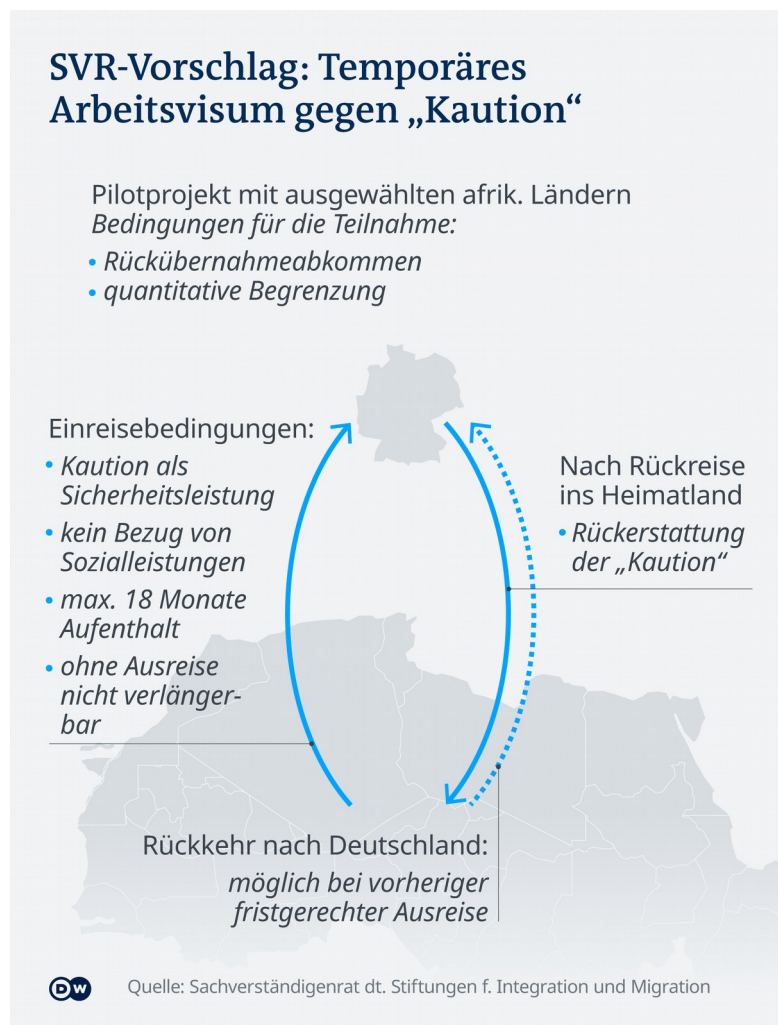 SVR-Vorschlag: Temporäres
Arbeitsvisum gegen „Kaution“
Pilotprojekt mit ausgewählten afrik. Ländern
Bedingungen für die Teilnahme:
• Rückübernahmeabkommen
• quantitative Begrenzung
Einreisebedingungen:
• Kaution als
Sicherheitsleistung
• kein Bezug von
Sozialleistungen
• max. 18 Monate
Aufenthalt
• ohne Ausreise
nicht verlänger-
bar
Nach Rückreise
ins Heimatland
• Rückerstattung
der „Kaution“
Rückkehr nach Deutschland:
möglich bei vorheriger
fristgerechter Ausreise
DW
Quelle: Sachverständigenrat dt. Stiftungen f. Integration und Migration